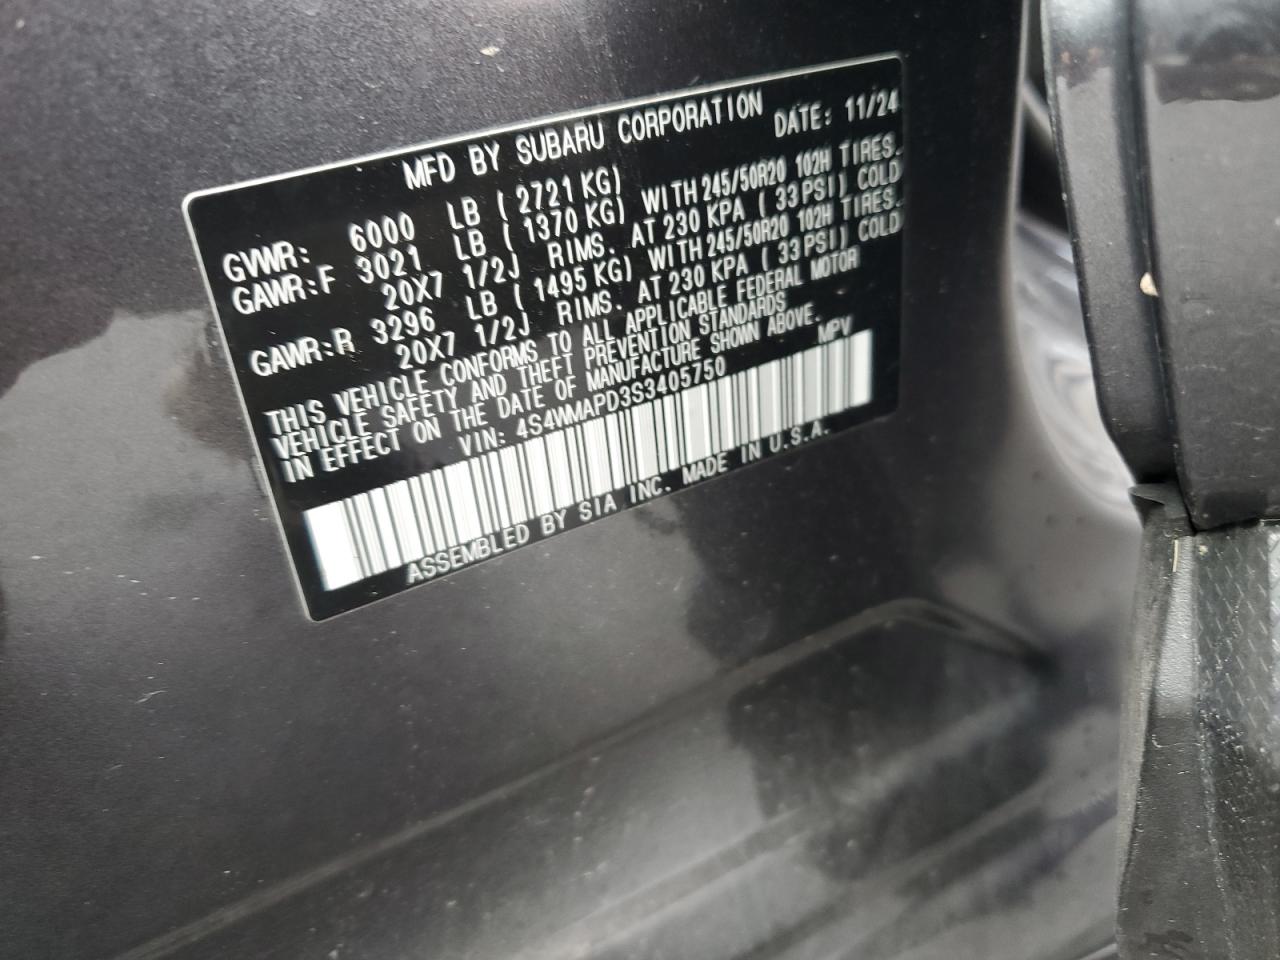 MFD BY SUBARU CORPORATION
DATE: 11/24
GVWR: 6000 LB ( 2721 KG)
GAWR:F 3021 LB ( 1370 KG) WITH 245/50R20 102H TIRES.
20X7 1/2J RIMS. AT 230 KPA ( 33 PSI) COLD
GAWR:R 3296 LB ( 1495 KG) WITH 245/50R20 102H TIRES.
20X7 1/2J RIMS. AT 230 KPA ( 33 PSI) COLD
THIS VEHICLE CONFORMS TO ALL APPLICABLE FEDERAL MOTOR
VEHICLE SAFETY AND THEFT PREVENTION STANDARDS
IN EFFECT ON THE DATE OF MANUFACTURE SHOWN ABOVE.
VIN: 4S4WMAPD3S3405750 MPV
ASSEMBLED BY SIA INC. MADE IN U.S.A.